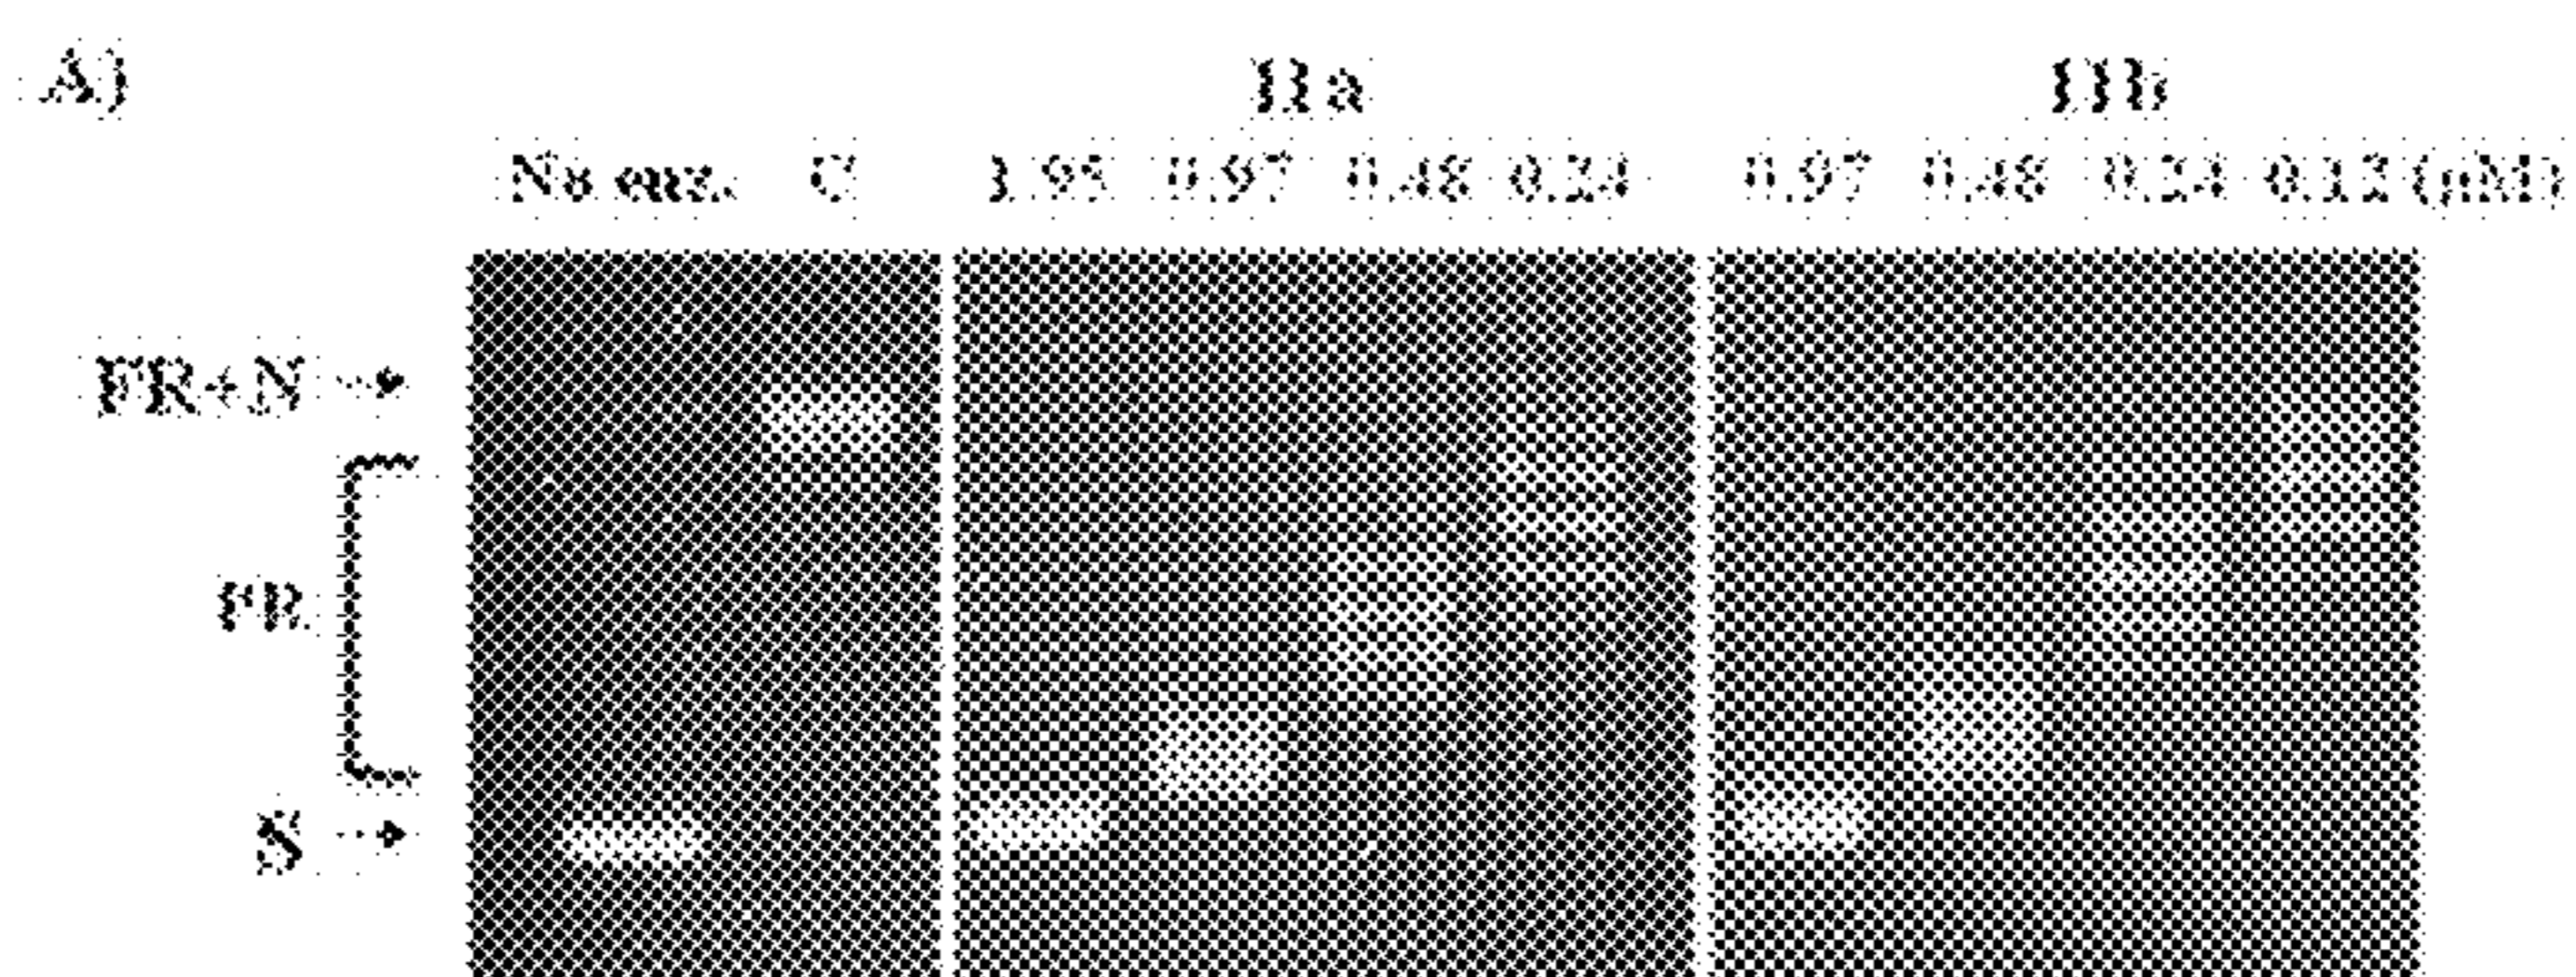 A)
IIa IIb
No enz. C 1.95 0.97 0.48 0.24 0.97 0.48 0.24 0.12 (nM)
FR+N
FR
S